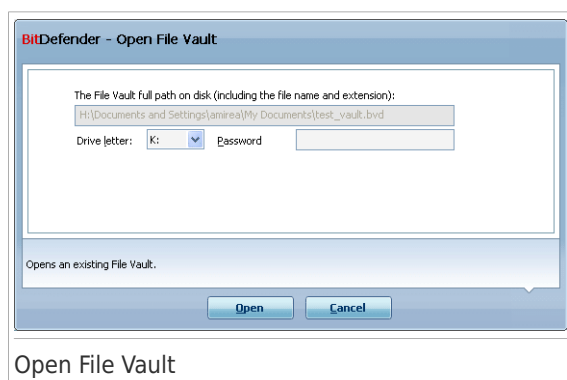 BitDefender - Open File Vault
The File Vault full path on disk (including the file name and extension):
H:\Documents and Settings\amirea\My Documents\test_vault.bvd
Drive letter: K: Password
Opens an existing File Vault.
Open Cancel
Open File Vault